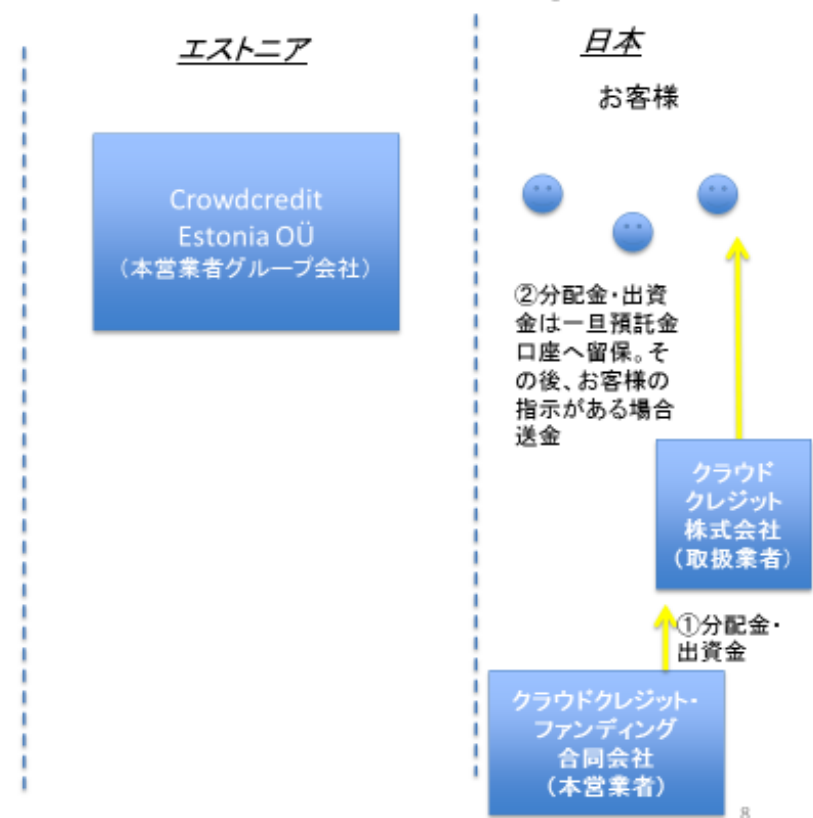 エストニア
日本
お客様
Crowdcredit
Estonia OÜ
(本営業者グループ会社)
②分配金・出資
金は一旦預託金
口座へ留保。そ
の後、お客様の
指示がある場合
送金
クラウド
クレジット
株式会社
(取扱業者)
①分配金・
出資金
クラウドクレジット・
ファンディング
合同会社
(本営業者)
8